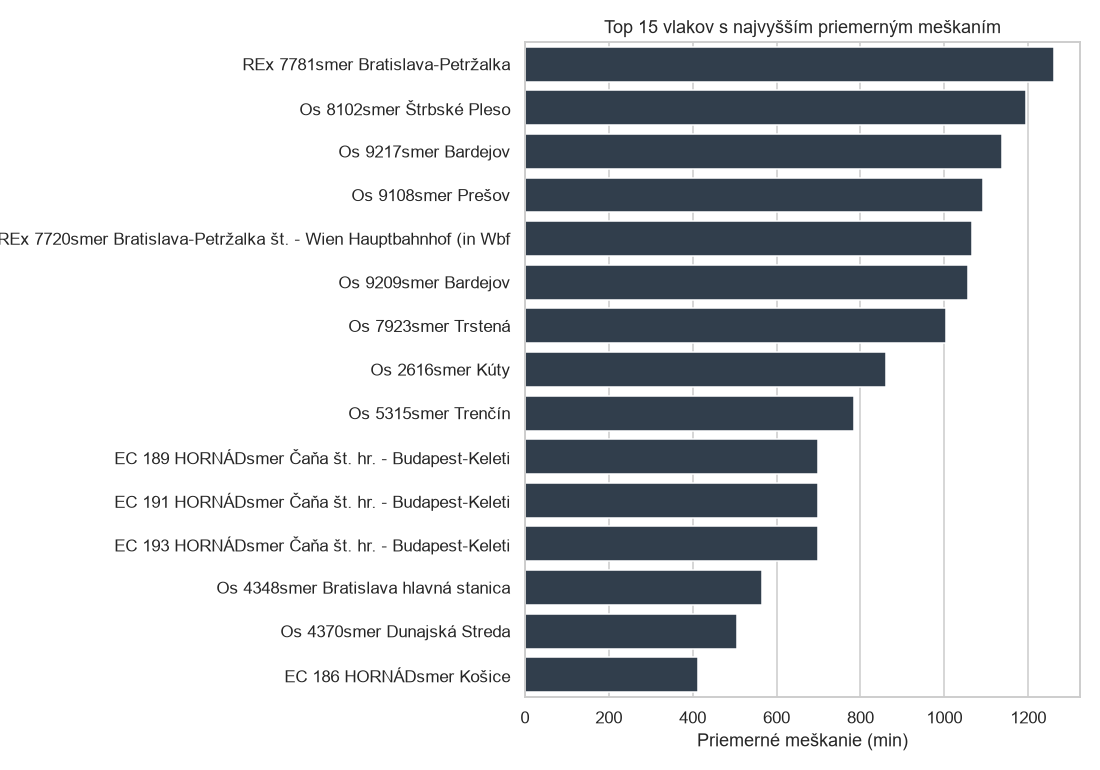 Top 15 vlakov s najvyšším priemerným meškaním
REx 7781smer Bratislava-Petržalka
Os 8102smer Štrbské Pleso
Os 9217smer Bardejov
Os 9108smer Prešov
REx 7720smer Bratislava-Petržalka št. - Wien Hauptbahnhof (in Wbf
Os 9209smer Bardejov
Os 7923smer Trstená
Os 2616smer Kúty
Os 5315smer Trenčín
EC 189 HORNÁDsmer Čaňa št. hr. - Budapest-Keleti
EC 191 HORNÁDsmer Čaňa št. hr. - Budapest-Keleti
EC 193 HORNÁDsmer Čaňa št. hr. - Budapest-Keleti
Os 4348smer Bratislava hlavná stanica
Os 4370smer Dunajská Streda
EC 186 HORNÁDsmer Košice
0 200 400 600 800 1000 1200
Priemerné meškanie (min)